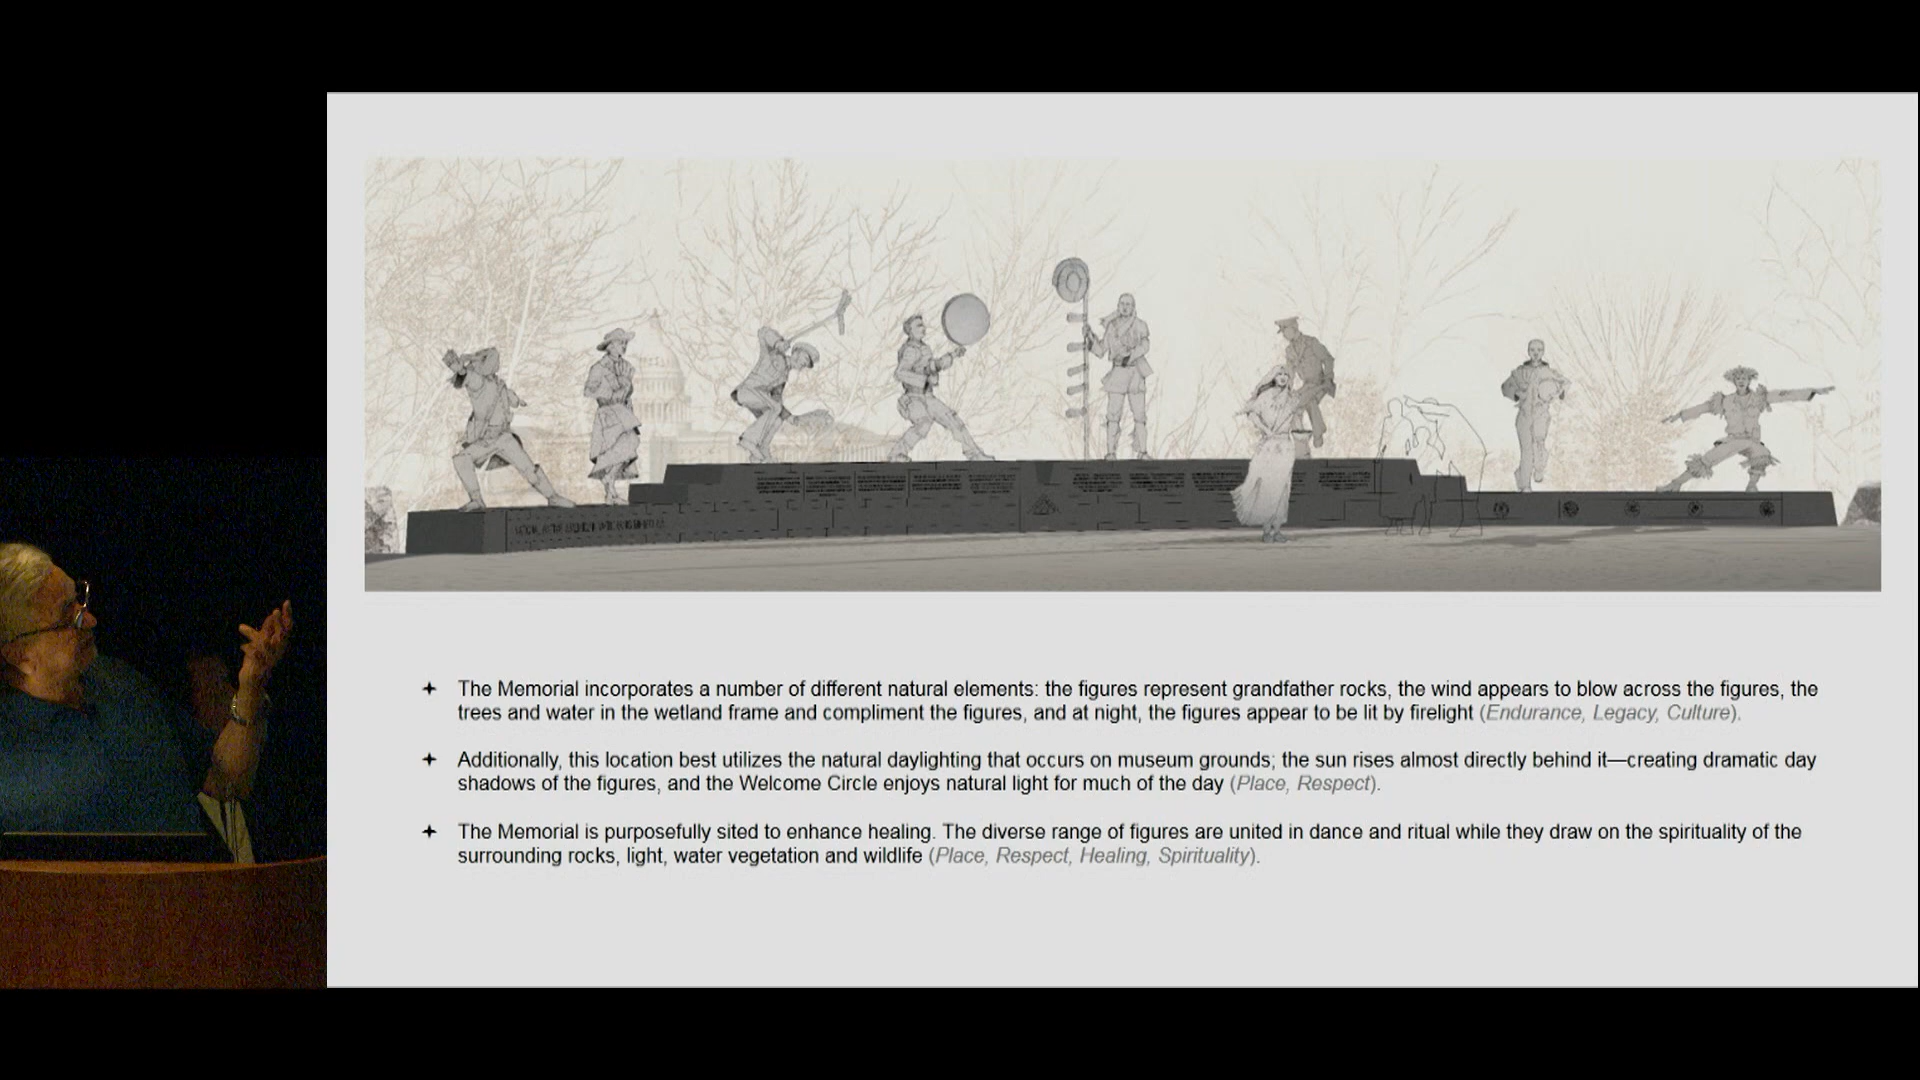 The Memorial incorporates a number of different natural elements: the figures represent grandfather rocks, the wind appears to blow across the figures, the
trees and water in the wetland frame and compliment the figures, and at night, the figures appear to be lit by firelight (Endurance, Legacy, Culture).
Additionally, this location best utilizes the natural daylighting that occurs on museum grounds; the sun rises almost directly behind it—creating dramatic day
shadows of the figures, and the Welcome Circle enjoys natural light for much of the day (Place, Respect).
The Memorial is purposefully sited to enhance healing. The diverse range of figures are united in dance and ritual while they draw on the spirituality of the
surrounding rocks, light, water vegetation and wildlife (Place, Respect, Healing, Spirituality).